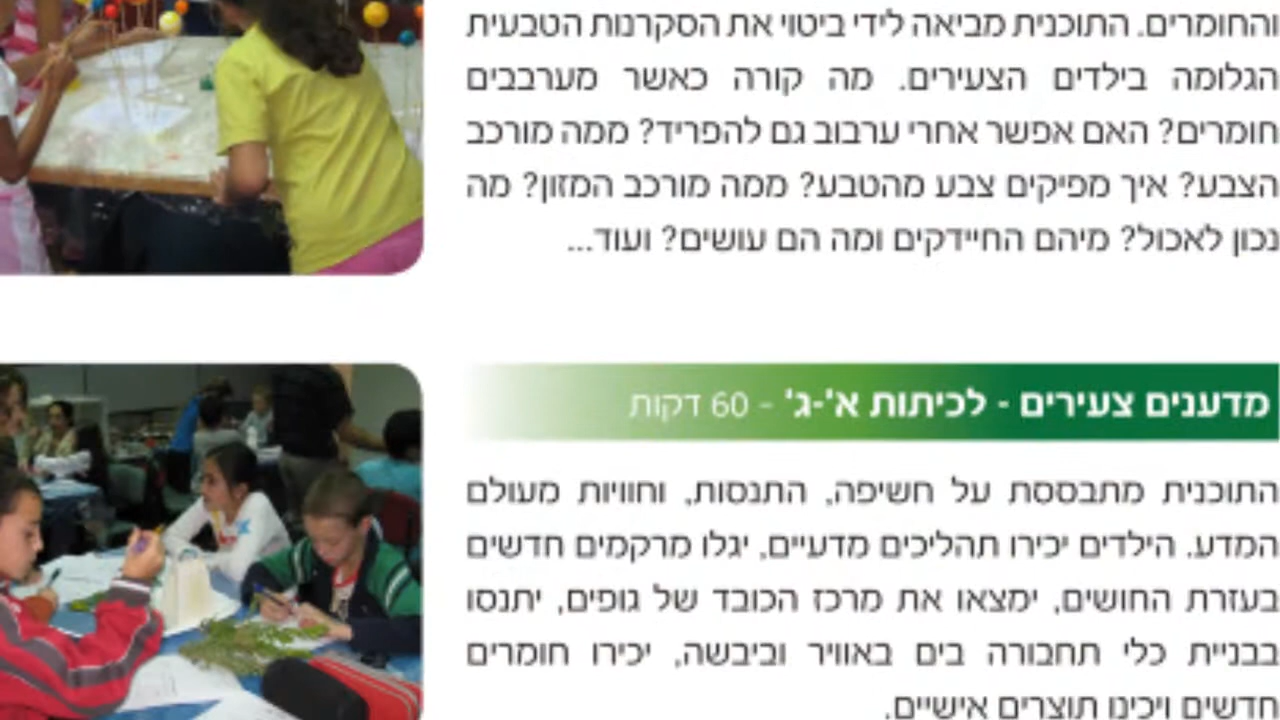 והחומרים. התוכנית מביאה לידי ביטוי את הסקרנות הטבעית
הגלומה בילדים הצעירים. מה קורה כאשר מערבבים
חומרים? האם אפשר אחרי ערבוב גם להפריד? ממה מורכב
הצבע? איך מפיקים צבע מהטבע? ממה מורכב המזון? מה
נכון לאכול? מיהם החיידקים ומה הם עושים? ועוד...
מדענים צעירים - לכיתות א'-ג' - 60 דקות
התוכנית מתבססת על חשיפה, התנסות, וחוויות מעולם
המדע. הילדים יכירו תהליכים מדעיים, יגלו מרקמים חדשים
בעזרת החושים, ימצאו את מרכז הכובד של גופים, יתנסו
בבניית כלי תחבורה בים באוויר וביבשה, יכירו חומרים
חדשים ויכינו תוצרים אישיים.